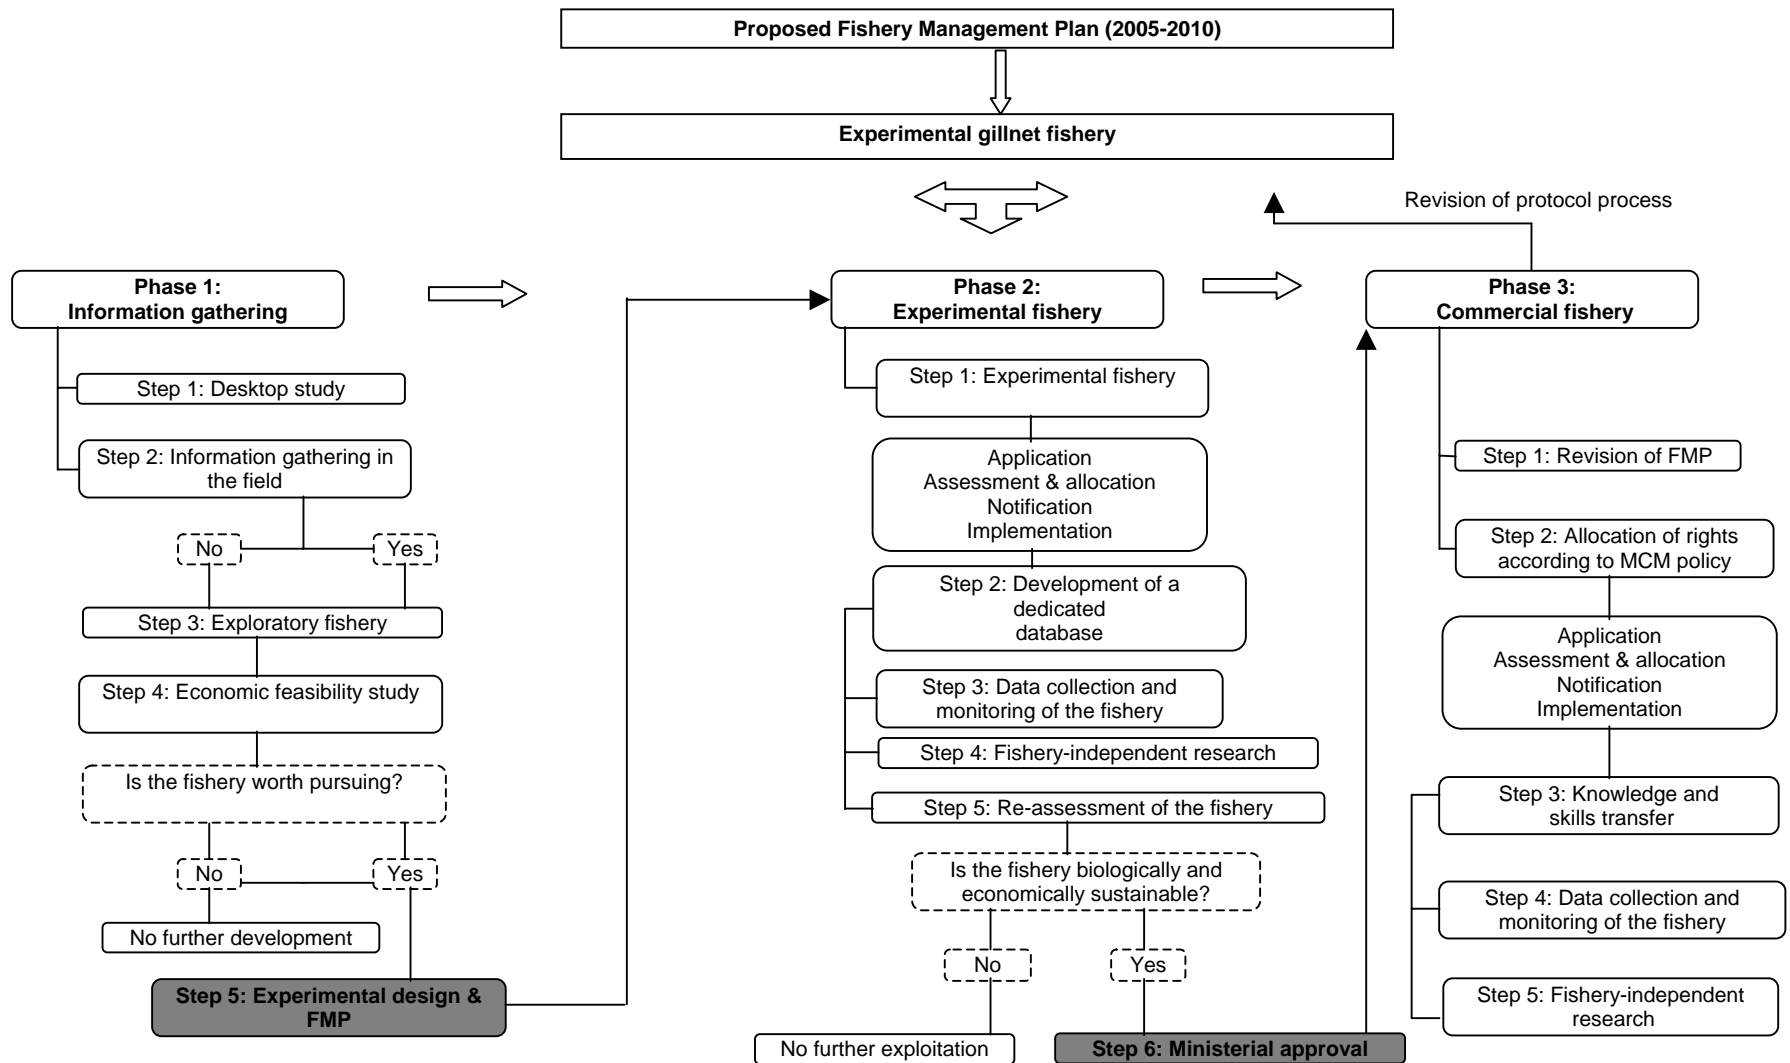 Proposed Fishery Management Plan (2005-2010)
Experimental gillnet fishery
Revision of protocol process
Phase 1:
Information gathering
Step 1: Desktop study
Step 2: Information gathering in
the field
No
Yes
Step 3: Exploratory fishery
Step 4: Economic feasibility study
Is the fishery worth pursuing?
No
Yes
No further development
Step 5: Experimental design &
FMP
Phase 2:
Experimental fishery
Step 1: Experimental fishery
Application
Assessment & allocation
Notification
Implementation
Step 2: Development of a
dedicated
database
Step 3: Data collection and
monitoring of the fishery
Step 4: Fishery-independent research
Step 5: Re-assessment of the fishery
Is the fishery biologically and
economically sustainable?
No
Yes
No further exploitation
Step 6: Ministerial approval
Phase 3:
Commercial fishery
Step 1: Revision of FMP
Step 2: Allocation of rights
according to MCM policy
Application
Assessment & allocation
Notification
Implementation
Step 3: Knowledge and
skills transfer
Step 4: Data collection and
monitoring of the fishery
Step 5: Fishery-independent
research